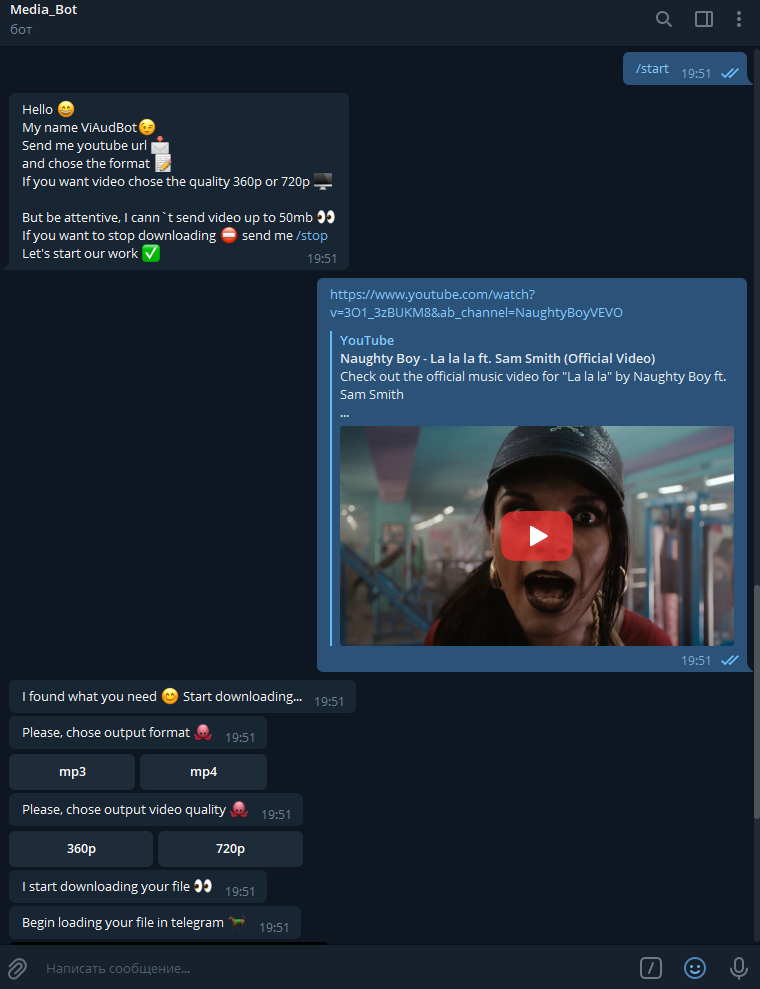 Media_Bot
бот
/start
19:51
Hello 😄
My name ViAudBot😉
Send me youtube url 📩
and chose the format 📝
If you want video chose the quality 360p or 720p 🖥️
But be attentive, I cann`t send video up to 50mb 👀
If you want to stop downloading ⛔ send me /stop
Let's start our work ✅
19:51
https://www.youtube.com/watch?
v=3O1_3zBUKM8&ab_channel=NaughtyBoyVEVO
YouTube
Naughty Boy - La la la ft. Sam Smith (Official Video)
Check out the official music video for "La la la" by Naughty Boy ft.
Sam Smith
...
19:51
I found what you need 😊 Start downloading... 19:51
Please, chose output format 🐙 19:51
mp3 mp4
Please, chose output video quality 🐙 19:51
360p 720p
I start downloading your file 👀 19:51
Begin loading your file in telegram 🐈‍⬛ 19:51
Написать сообщение...